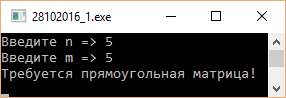 28102016_1.exe
Введите n => 5
Введите m => 5
Требуется прямоугольная матрица!